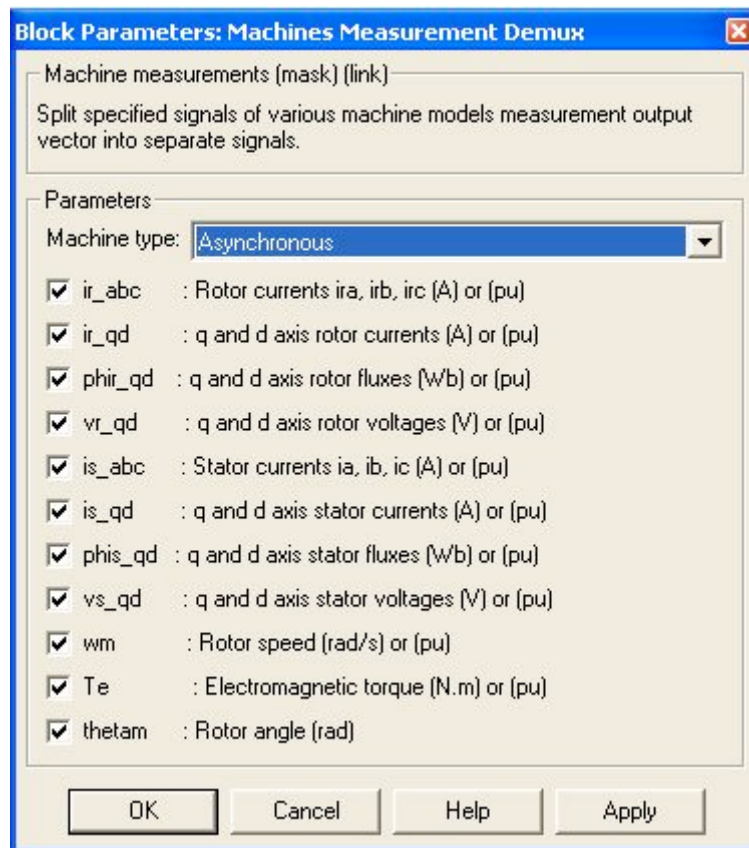 Block Parameters: Machines Measurement Demux
Machine measurements (mask) (link)
Split specified signals of various machine models measurement output
vector into separate signals.
Parameters
Machine type: Asynchronous
ir_abc : Rotor currents ira, irb, irc (A) or (pu)
ir_qd : q and d axis rotor currents (A) or (pu)
phir_qd : q and d axis rotor fluxes (Wb) or (pu)
vr_qd : q and d axis rotor voltages (V) or (pu)
is_abc : Stator currents ia, ib, ic (A) or (pu)
is_qd : q and d axis stator currents (A) or (pu)
phis_qd : q and d axis stator fluxes (Wb) or (pu)
vs_qd : q and d axis stator voltages (V) or (pu)
wm : Rotor speed (rad/s) or (pu)
Te : Electromagnetic torque (N.m) or (pu)
thetam : Rotor angle (rad)
OK Cancel Help Apply